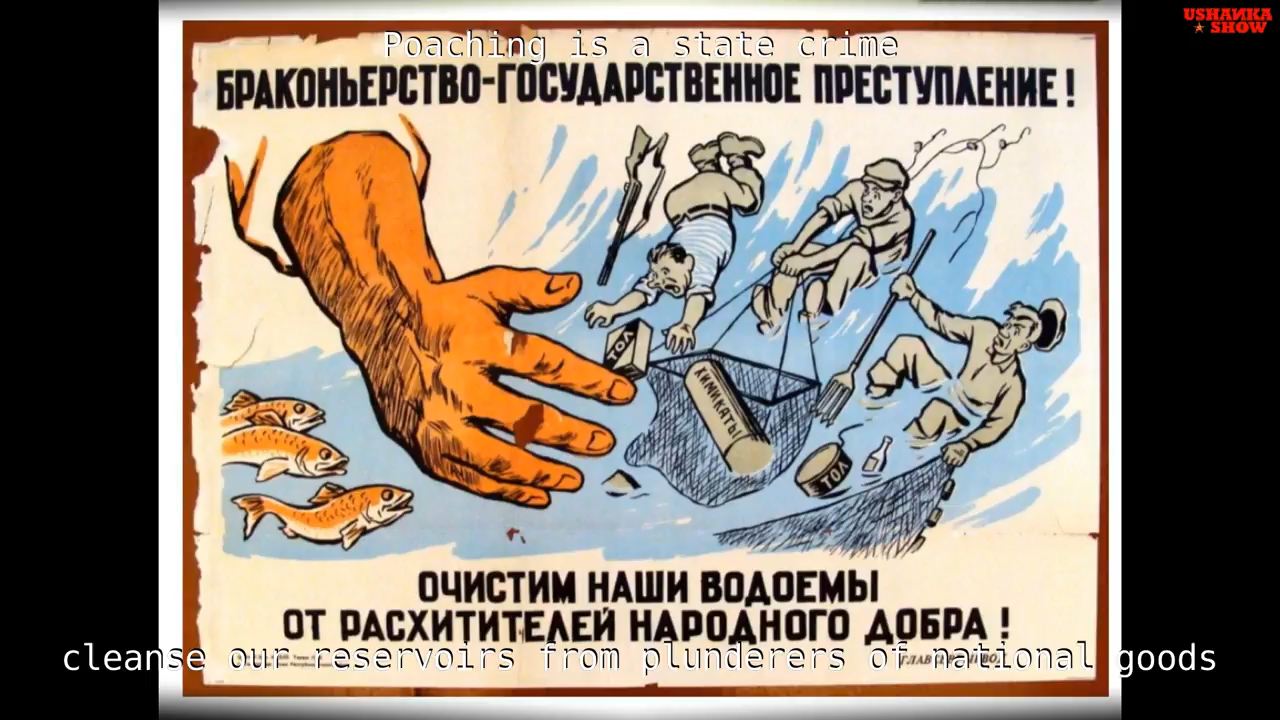 USHANKA
SHOW
Poaching is a state crime
БРАКОНЬЕРСТВО-ГОСУДАРСТВЕННОЕ ПРЕСТУПЛЕНИЕ!
ТОЛ
ХИМИКАТЫ
ТОЛ
ОЧИСТИМ НАШИ ВОДОЕМЫ
ОТ РАСХИТИТЕЛЕЙ НАРОДНОГО ДОБРА!
cleanse our reservoirs from plunderers of national goods